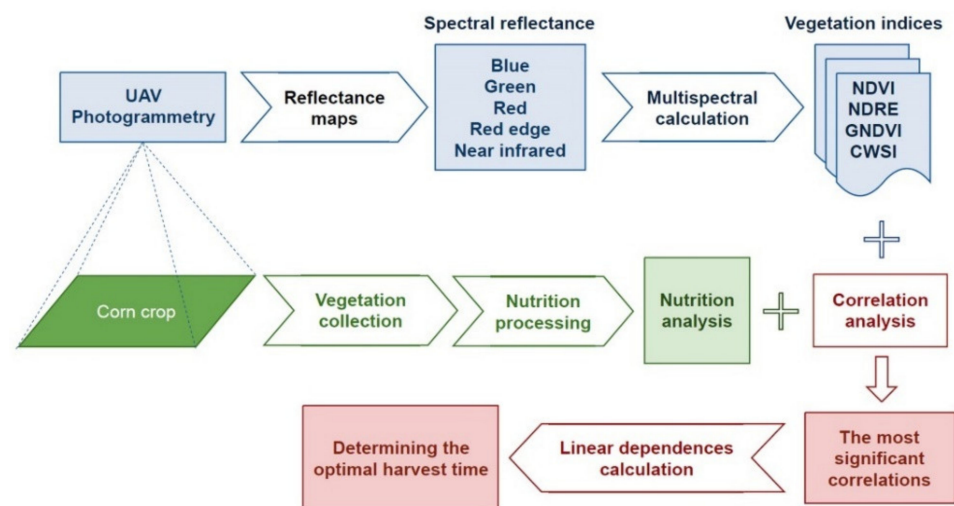 Spectral reflectance
Vegetation indices
UAV
Photogrammetry
Reflectance
maps
Blue
Green
Red
Red edge
Near infrared
Multispectral
calculation
NDVI
NDRE
GNDVI
CWSI
Corn crop
Vegetation
collection
Nutrition
processing
Nutrition
analysis
Correlation
analysis
Determining the
optimal harvest time
Linear dependences
calculation
The most
significant
correlations